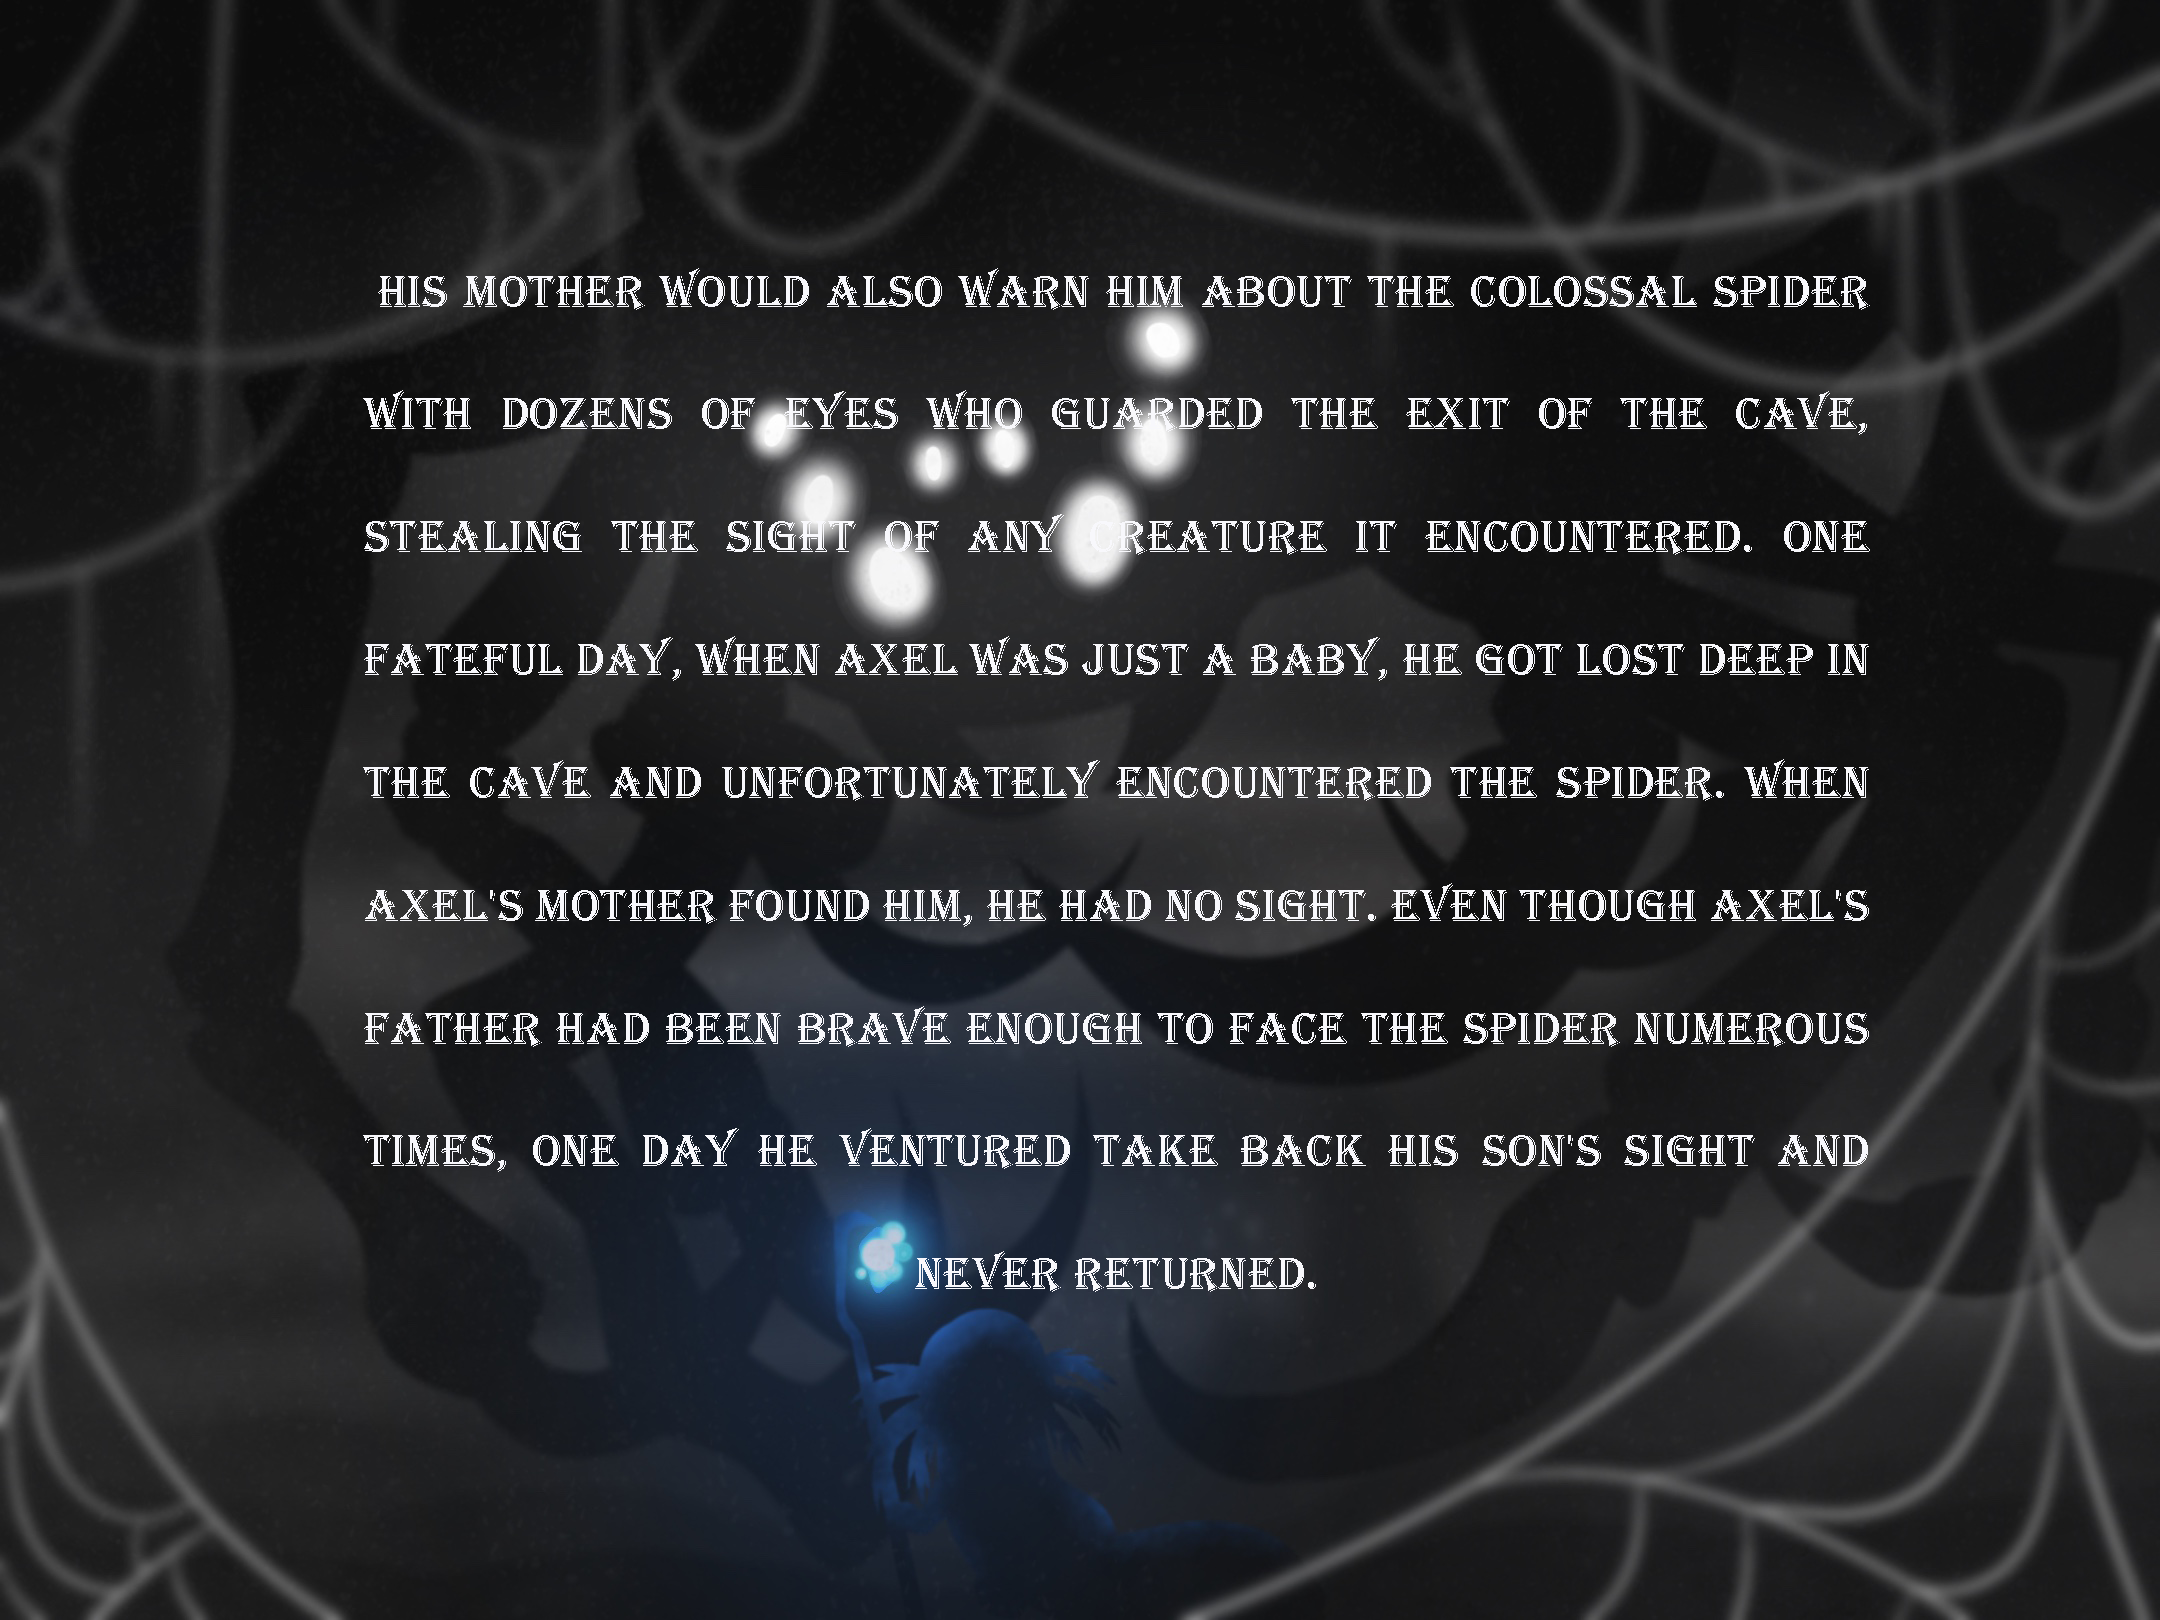 HIS MOTHER WOULD ALSO WARN HIM ABOUT THE COLOSSAL SPIDER
WITH DOZENS OF EYES WHO GUARDED THE EXIT OF THE CAVE,
STEALING THE SIGHT OF ANY CREATURE IT ENCOUNTERED. ONE
FATEFUL DAY, WHEN AXEL WAS JUST A BABY, HE GOT LOST DEEP IN
THE CAVE AND UNFORTUNATELY ENCOUNTERED THE SPIDER. WHEN
AXEL'S MOTHER FOUND HIM, HE HAD NO SIGHT. EVEN THOUGH AXEL'S
FATHER HAD BEEN BRAVE ENOUGH TO FACE THE SPIDER NUMEROUS
TIMES, ONE DAY HE VENTURED TAKE BACK HIS SON'S SIGHT AND
NEVER RETURNED.